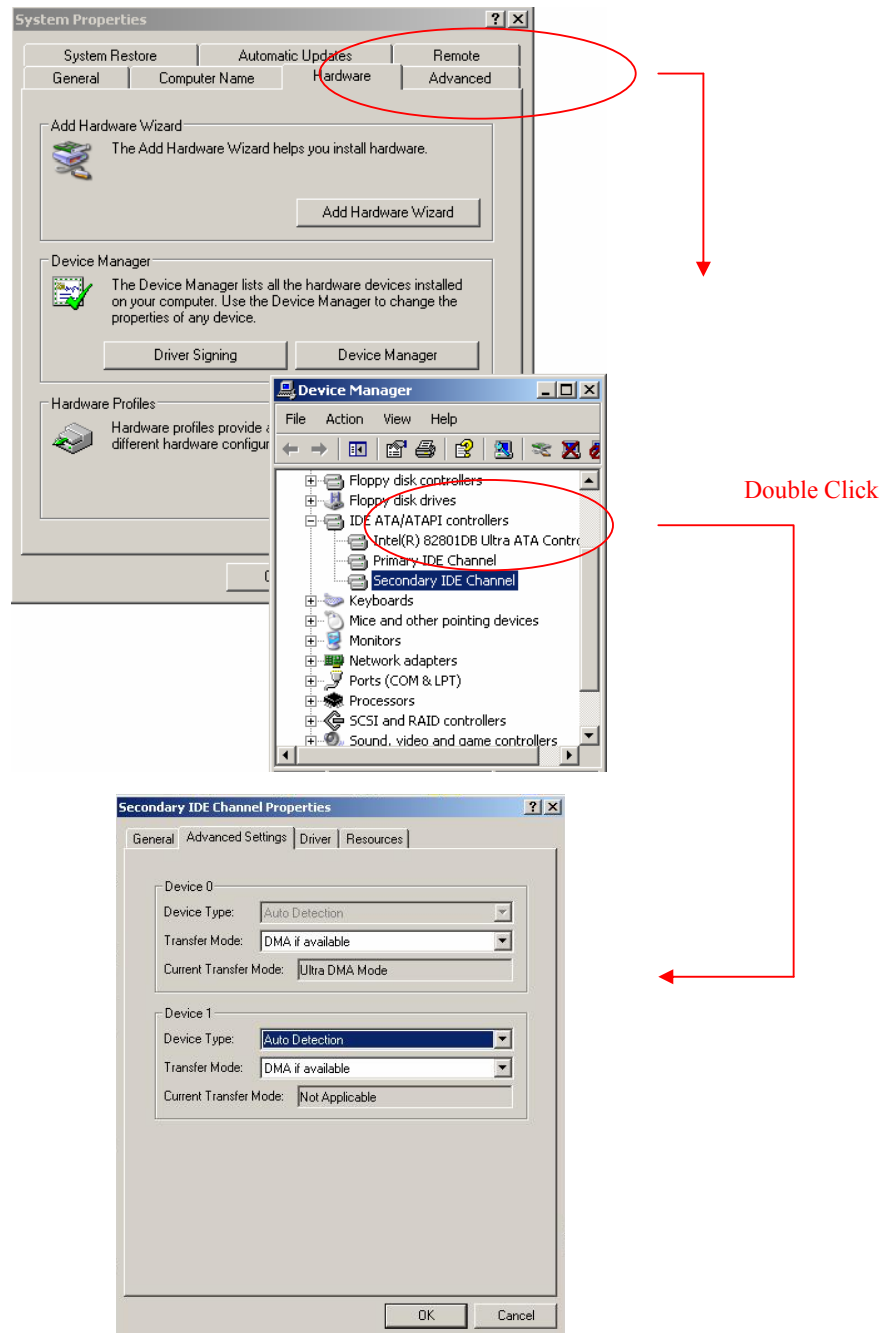 System Properties
System Restore Automatic Updates Remote
General Computer Name Hardware Advanced
Add Hardware Wizard
The Add Hardware Wizard helps you install hardware.
Add Hardware Wizard
Device Manager
The Device Manager lists all the hardware devices installed
on your computer. Use the Device Manager to change the
properties of any device.
Driver Signing Device Manager
Hardware Profiles
Hardware profiles provide
different hardware configur
Device Manager
File Action View Help
Floppy disk controllers
Floppy disk drives
IDE ATA/ATAPI controllers
Intel(R) 82801DB Ultra ATA Contro
Primary IDE Channel
Secondary IDE Channel
Keyboards
Mice and other pointing devices
Monitors
Network adapters
Ports (COM & LPT)
Processors
SCSI and RAID controllers
Sound, video and game controllers
Double Click
Secondary IDE Channel Properties
General Advanced Settings Driver Resources
Device 0
Device Type: Auto Detection
Transfer Mode: DMA if available
Current Transfer Mode: Ultra DMA Mode
Device 1
Device Type: Auto Detection
Transfer Mode: DMA if available
Current Transfer Mode: Not Applicable
OK Cancel